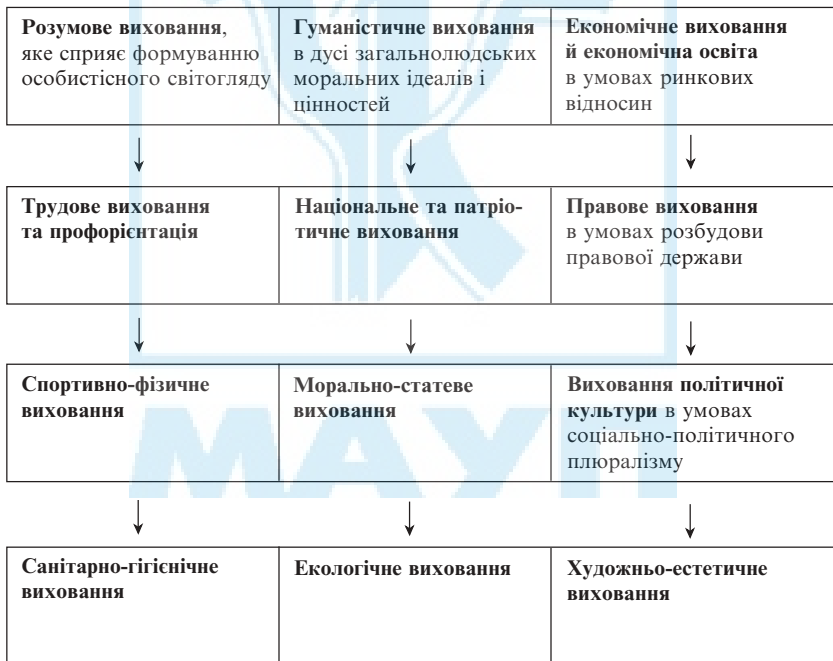 Розумове виховання,
яке сприяє формуванню
особистісного світогляду
Гуманістичне виховання
в дусі загальнолюдських
моральних ідеалів і
цінностей
Економічне виховання
й економічна освіта
в умовах ринкових
відносин
Трудове виховання
та профорієнтація
Національне та патріо-
тичне виховання
Правове виховання
в умовах розбудови
правової держави
Спортивно-фізичне
виховання
Морально-статеве
виховання
Виховання політичної
культури в умовах
соціально-політичного
плюралізму
МАУП
Санітарно-гігієнічне
виховання
Екологічне виховання
Художньо-естетичне
виховання